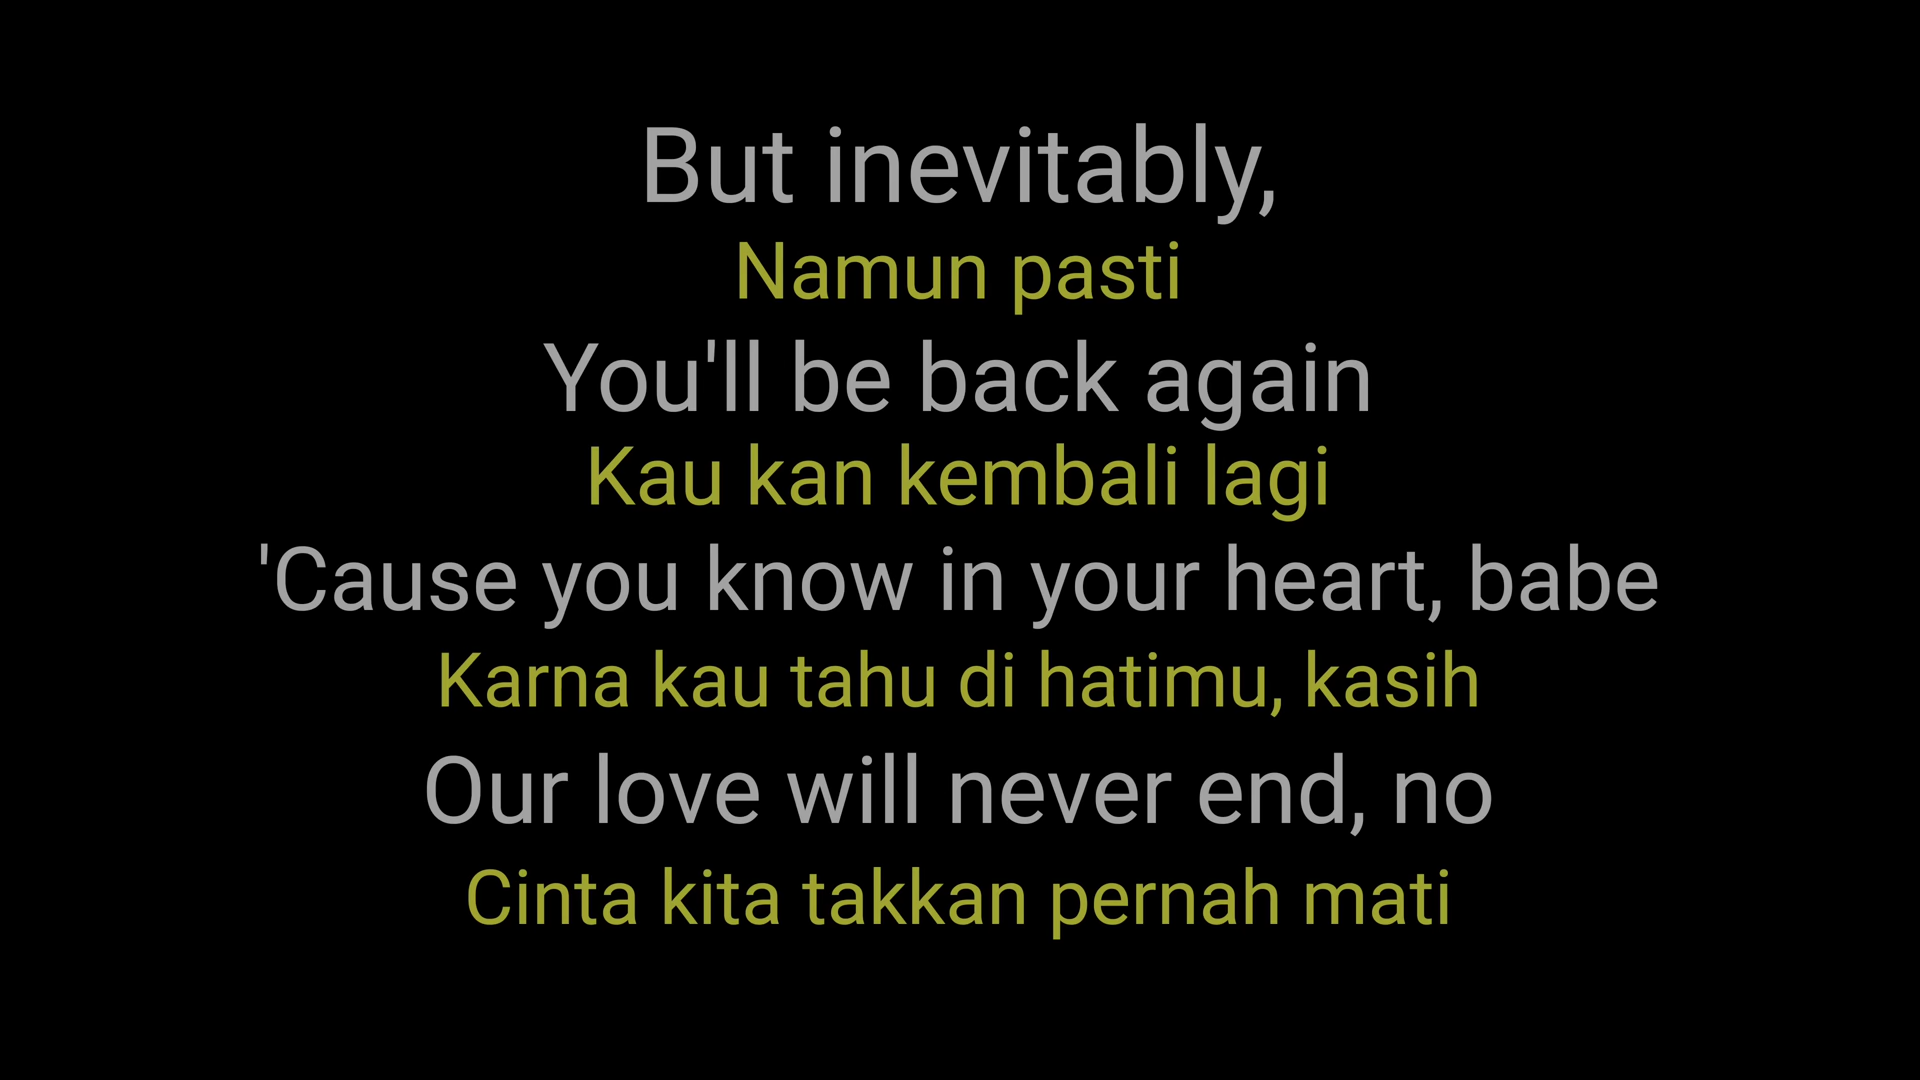 But inevitably,
Namun pasti
You'll be back again
Kau kan kembali lagi
'Cause you know in your heart, babe
Karna kau tahu di hatimu, kasih
Our love will never end, no
Cinta kita takkan pernah mati